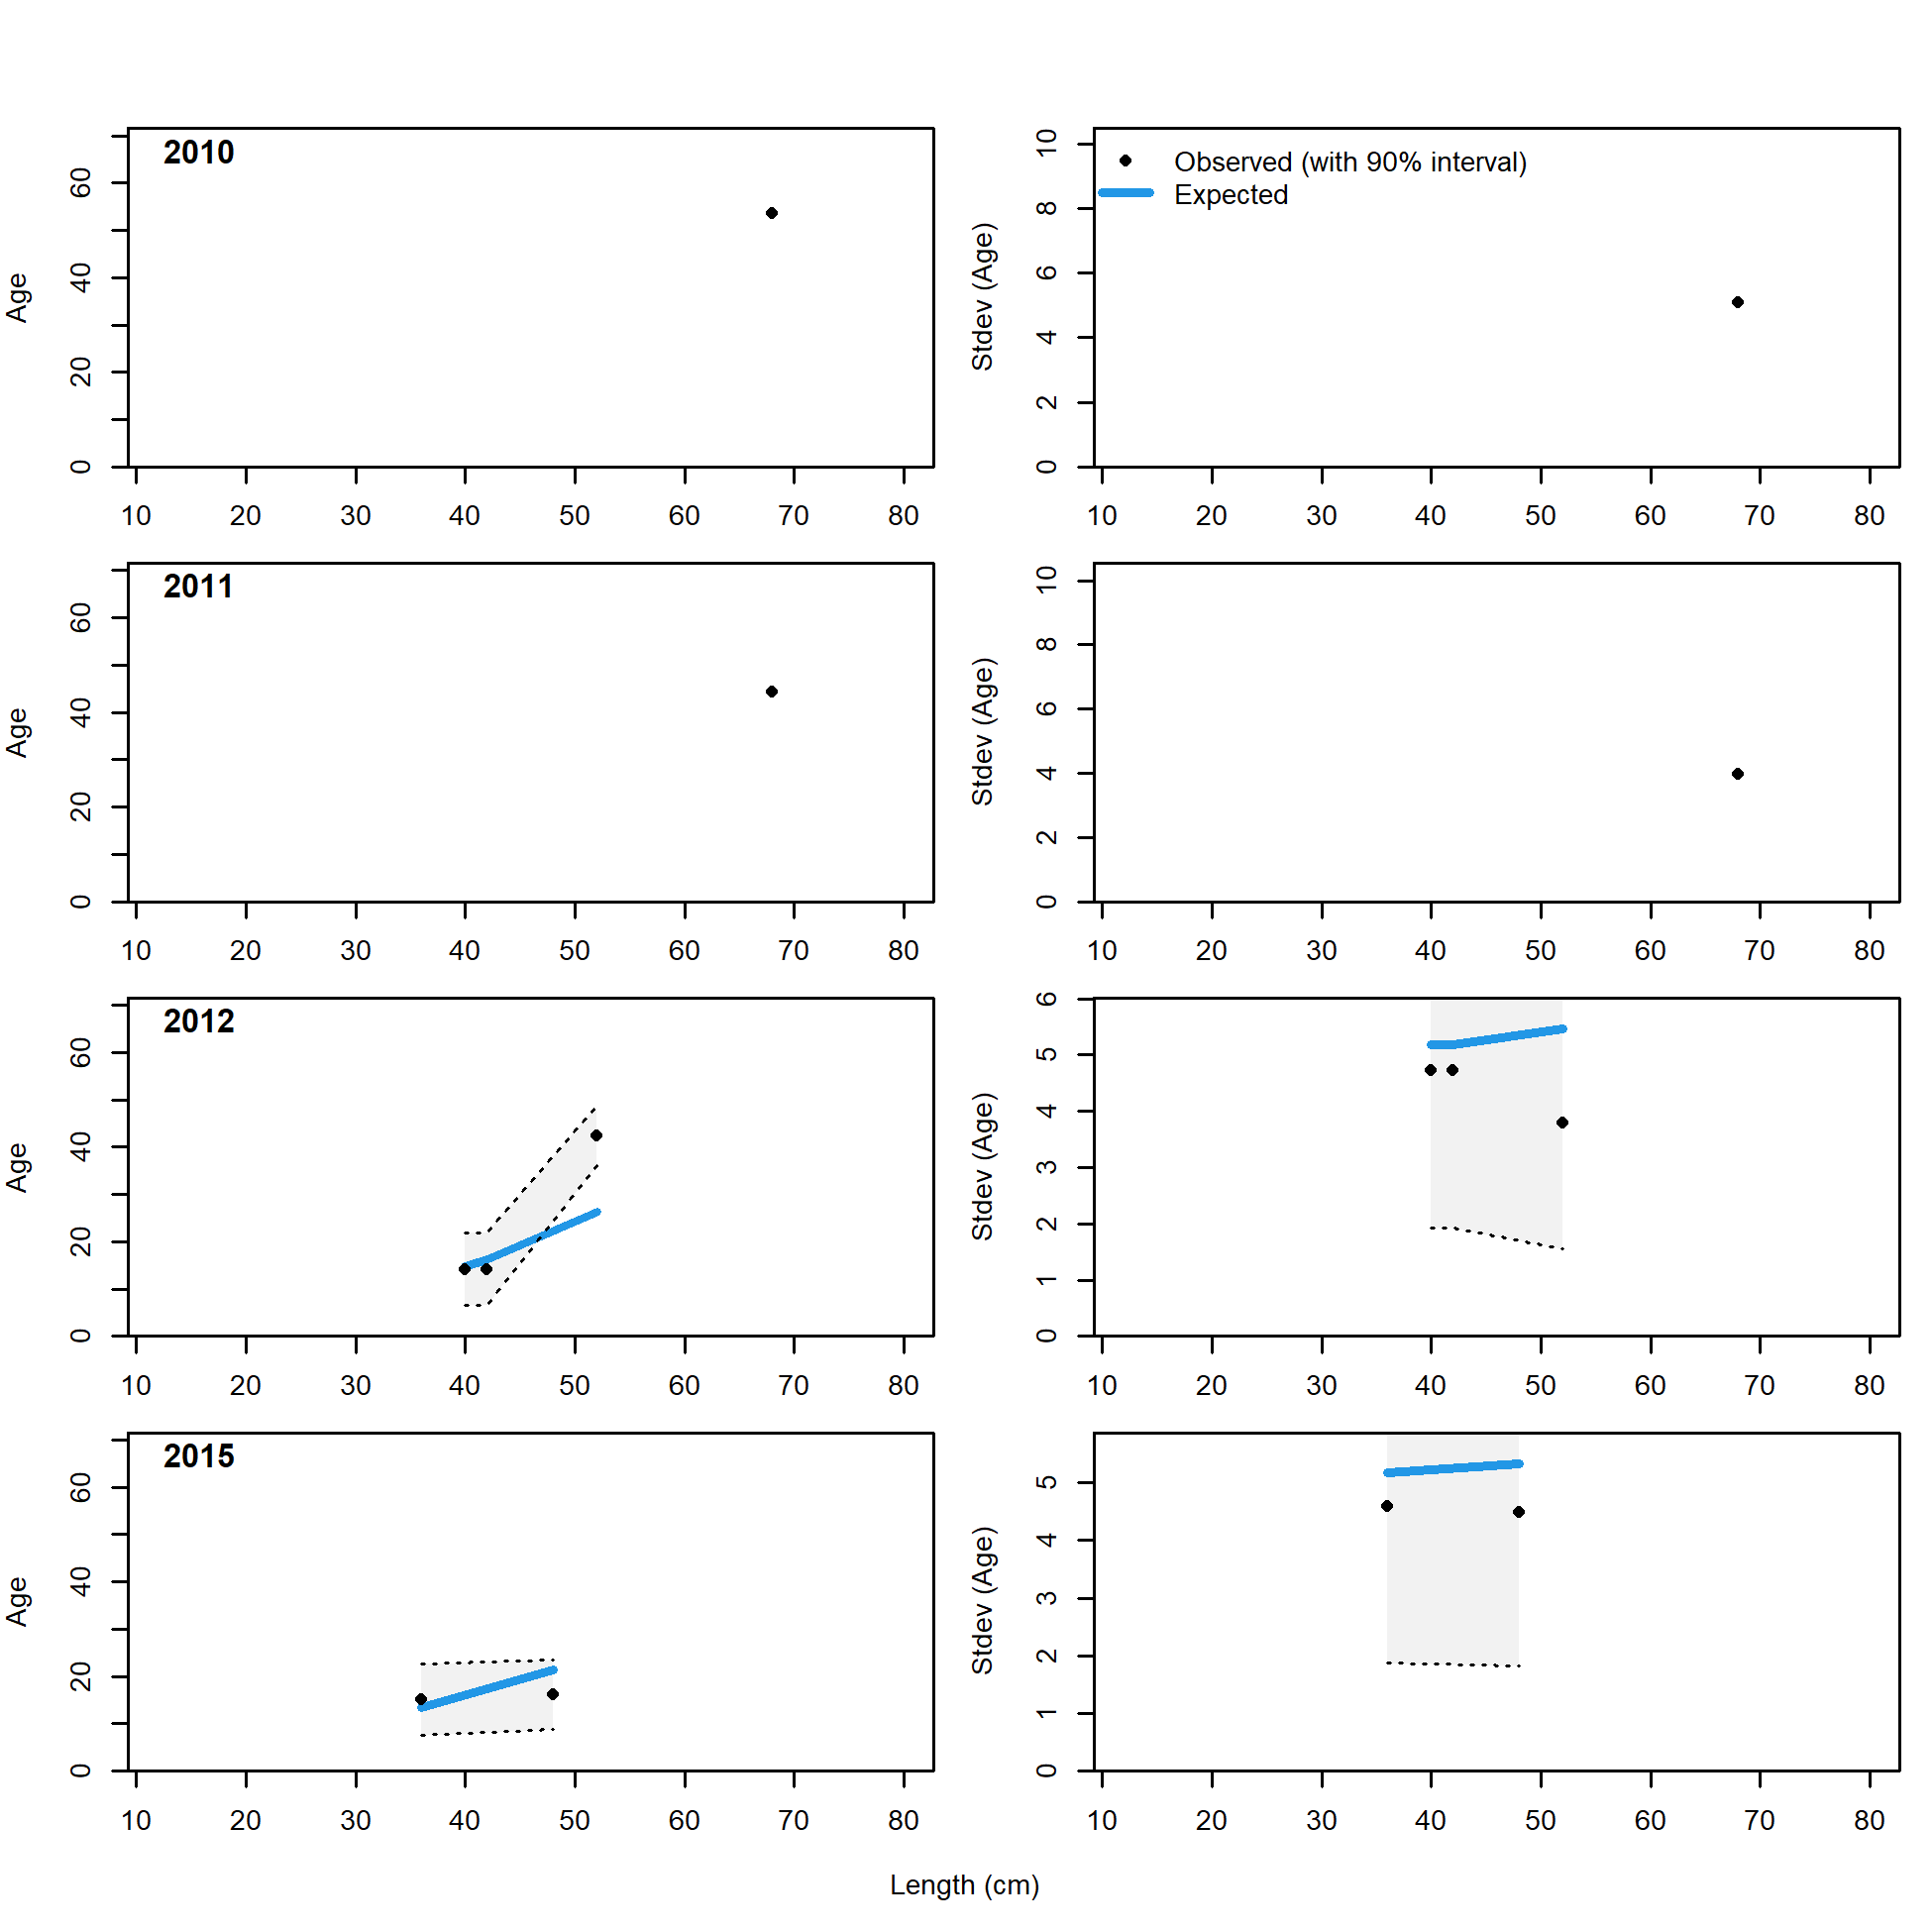 2010
Age
0 20 40 60
10 20 30 40 50 60 70 80
Observed (with 90% interval)
Expected
Stdev (Age)
0 2 4 6 8 10
10 20 30 40 50 60 70 80
2011
Age
0 20 40 60
10 20 30 40 50 60 70 80
Stdev (Age)
0 2 4 6 8 10
10 20 30 40 50 60 70 80
2012
Age
0 20 40 60
10 20 30 40 50 60 70 80
Stdev (Age)
0 1 2 3 4 5 6
10 20 30 40 50 60 70 80
2015
Age
0 20 40 60
10 20 30 40 50 60 70 80
Stdev (Age)
0 1 2 3 4 5
10 20 30 40 50 60 70 80
Length (cm)